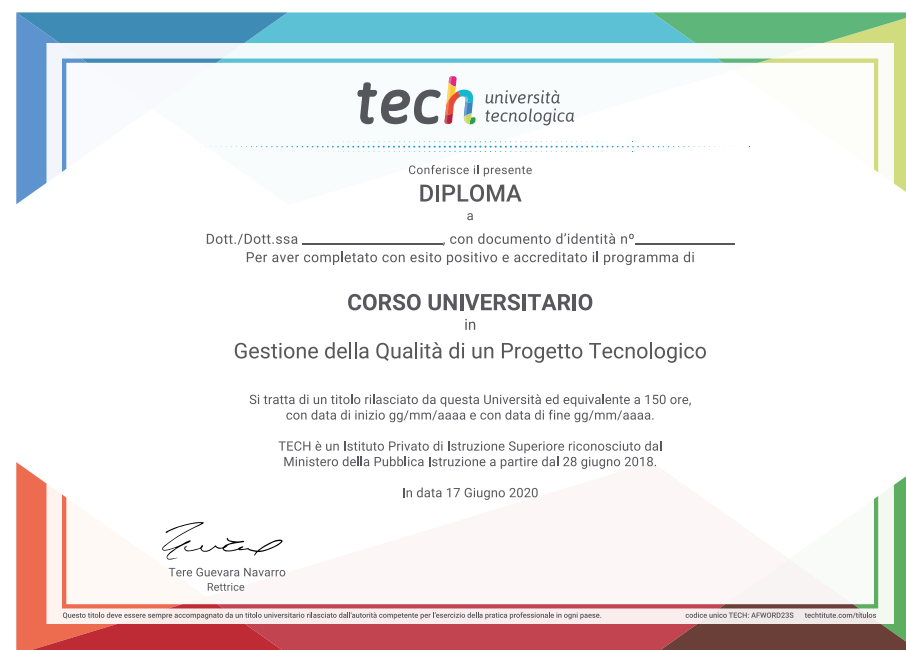 tech università
tecnologica
Conferisce il presente
DIPLOMA
a
Dott./Dott.ssa ____________________, con documento d'identità nº______________
Per aver completato con esito positivo e accreditato il programma di
CORSO UNIVERSITARIO
in
Gestione della Qualità di un Progetto Tecnologico
Si tratta di un titolo rilasciato da questa Università ed equivalente a 150 ore,
con data di inizio gg/mm/aaaa e con data di fine gg/mm/aaaa.
TECH è un Istituto Privato di Istruzione Superiore riconosciuto dal
Ministero della Pubblica Istruzione a partire dal 28 giugno 2018.
In data 17 Giugno 2020
Tere Guevara Navarro
Rettrice
Questo titolo deve essere sempre accompagnato da un titolo universitario rilasciato dall'autorità competente per l'esercizio della pratica professionale in ogni paese. codice unico TECH: AFWORD23S techtitute.com/titulos